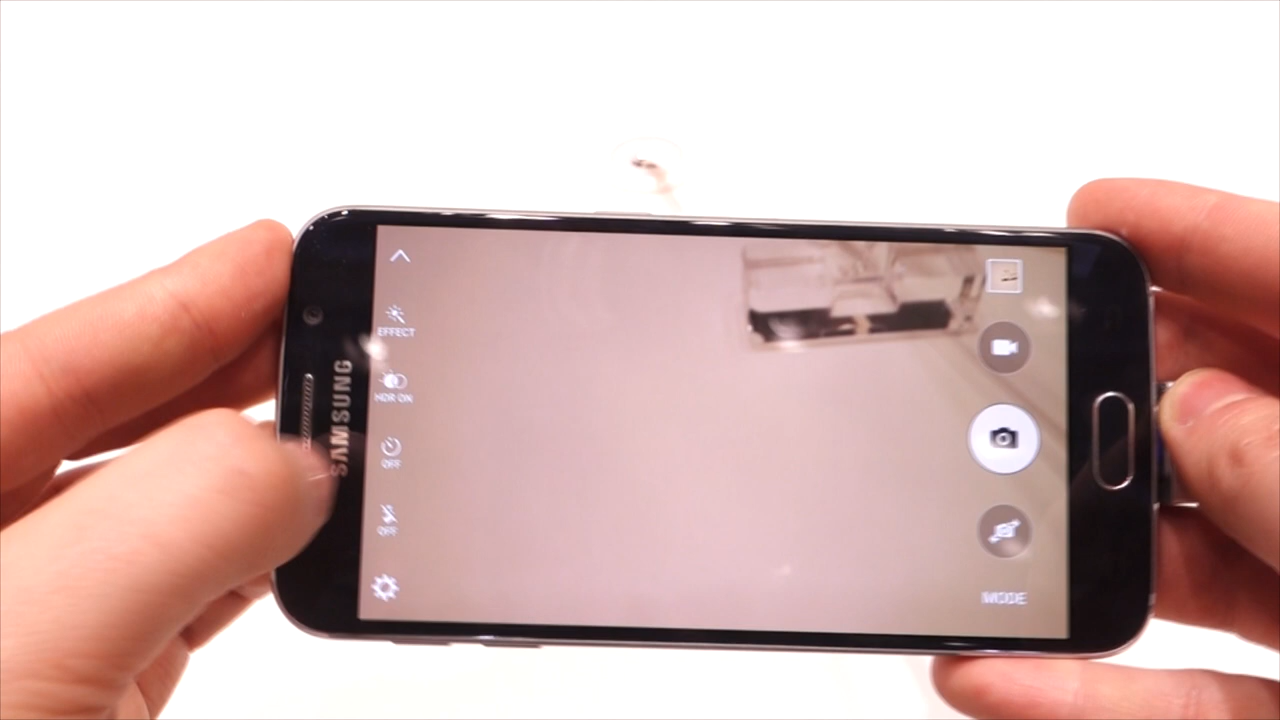 SAMSUNG
EFFECT
HDR ON
OFF
OFF
MODE